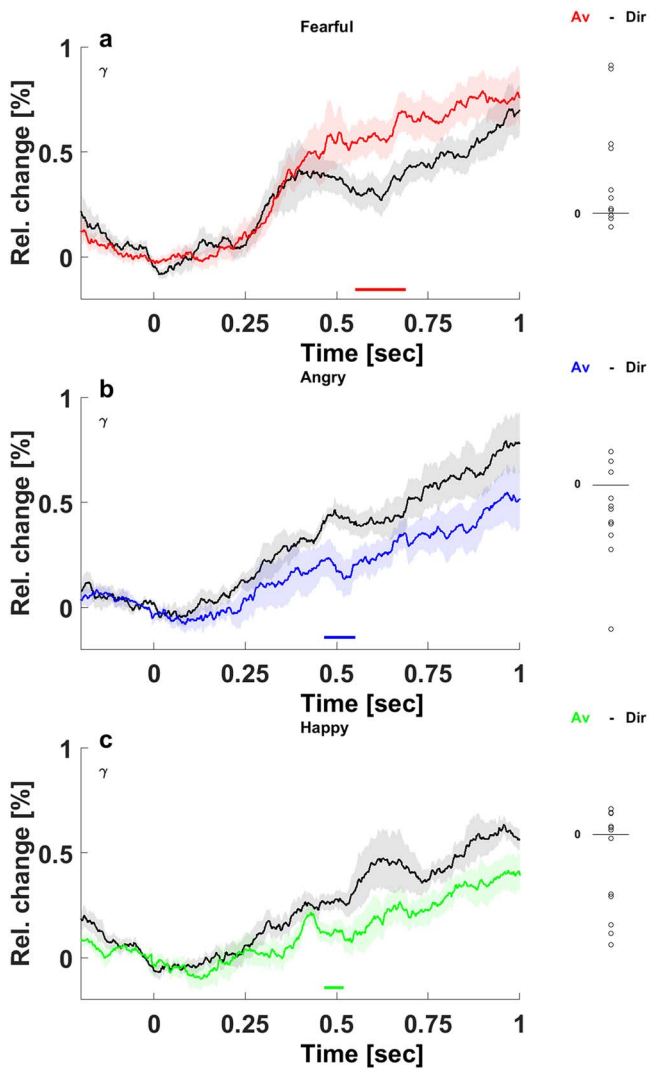 Fearful
Av - Dir
a
γ
1
0.5
0
Rel. change [%]
0
0 0.25 0.5 0.75 1
Time [sec]
Angry
Av - Dir
b
γ
1
0.5
0
Rel. change [%]
0
0 0.25 0.5 0.75 1
Time [sec]
Happy
Av - Dir
c
γ
1
0.5
0
Rel. change [%]
0
0 0.25 0.5 0.75 1
Time [sec]